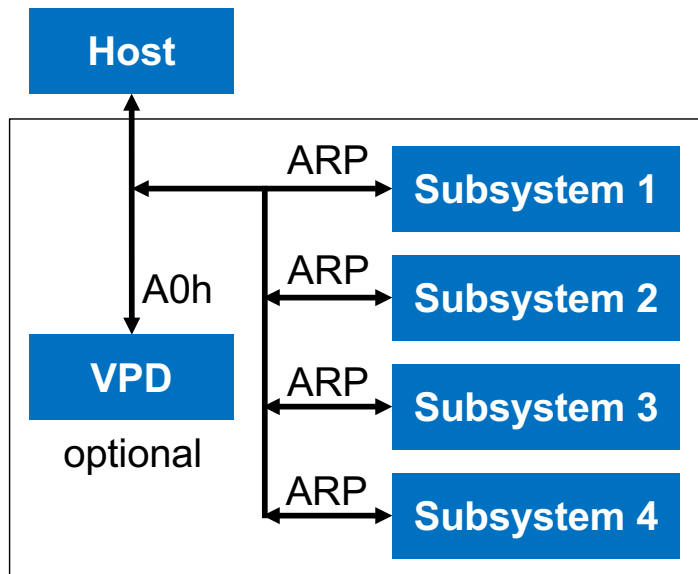 Host
ARP
Subsystem 1
ARP
Subsystem 2
A0h
VPD
ARP
Subsystem 3
optional
ARP
Subsystem 4